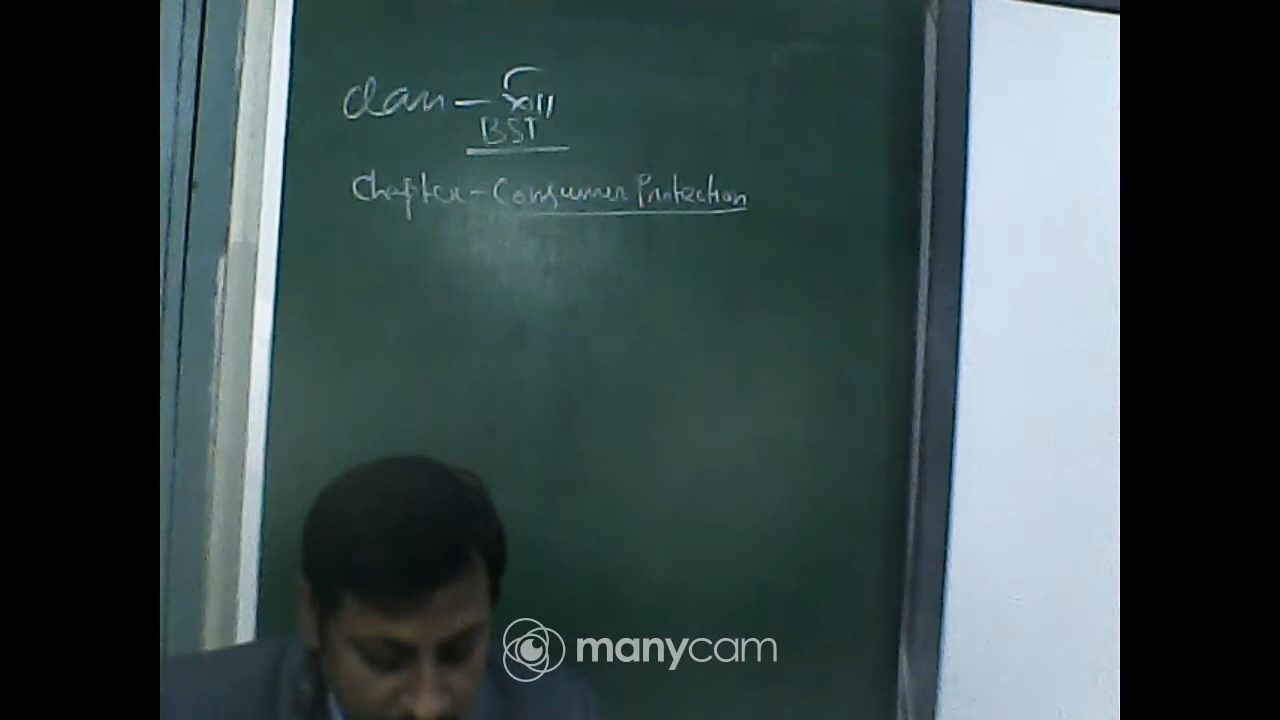 Class - XII
BST
Chapter - Consumer Protection
manycam